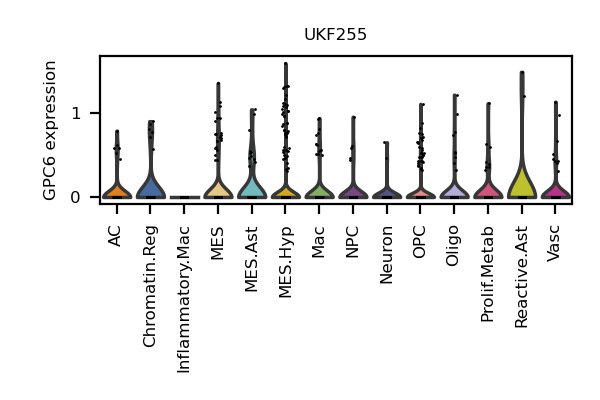 UKF255
GPC6 expression
1
0
AC
Chromatin.Reg
Inflammatory.Mac
MES
MES.Ast
MES.Hyp
Mac
NPC
Neuron
OPC
Oligo
Prolif.Metab
Reactive.Ast
Vasc